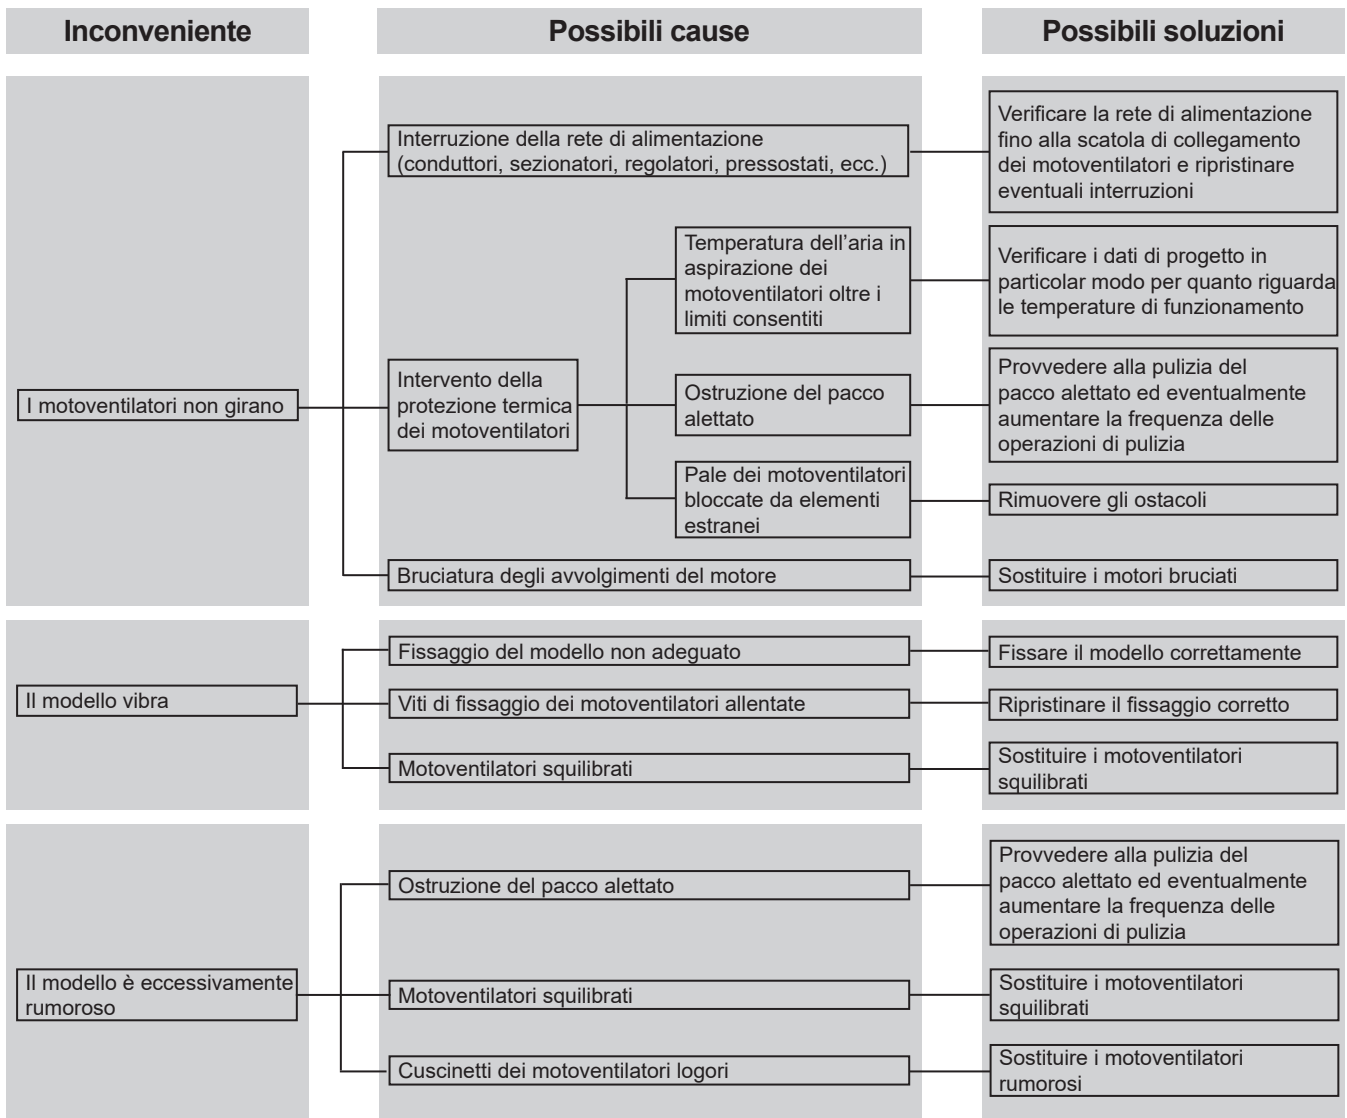 Inconveniente
Possibili cause
Possibili soluzioni
I motoventilatori non girano
Interruzione della rete di alimentazione
(conduttori, sezionatori, regolatori, pressostati, ecc.)
Verificare la rete di alimentazione
fino alla scatola di collegamento
dei motoventilatori e ripristinare
eventuali interruzioni
Intervento della
protezione termica
dei motoventilatori
Temperatura dell’aria in
aspirazione dei
motoventilatori oltre i
limiti consentiti
Verificare i dati di progetto in
particolar modo per quanto riguarda
le temperature di funzionamento
Ostruzione del pacco
alettato
Provvedere alla pulizia del
pacco alettato ed eventualmente
aumentare la frequenza delle
operazioni di pulizia
Pale dei motoventilatori
bloccate da elementi
estranei
Rimuovere gli ostacoli
Bruciatura degli avvolgimenti del motore
Sostituire i motori bruciati
Il modello vibra
Fissaggio del modello non adeguato
Fissare il modello correttamente
Viti di fissaggio dei motoventilatori allentate
Ripristinare il fissaggio corretto
Motoventilatori squilibrati
Sostituire i motoventilatori
squilibrati
Il modello è eccessivamente
rumoroso
Ostruzione del pacco alettato
Provvedere alla pulizia del
pacco alettato ed eventualmente
aumentare la frequenza delle
operazioni di pulizia
Motoventilatori squilibrati
Sostituire i motoventilatori
squilibrati
Cuscinetti dei motoventilatori logori
Sostituire i motoventilatori
rumorosi